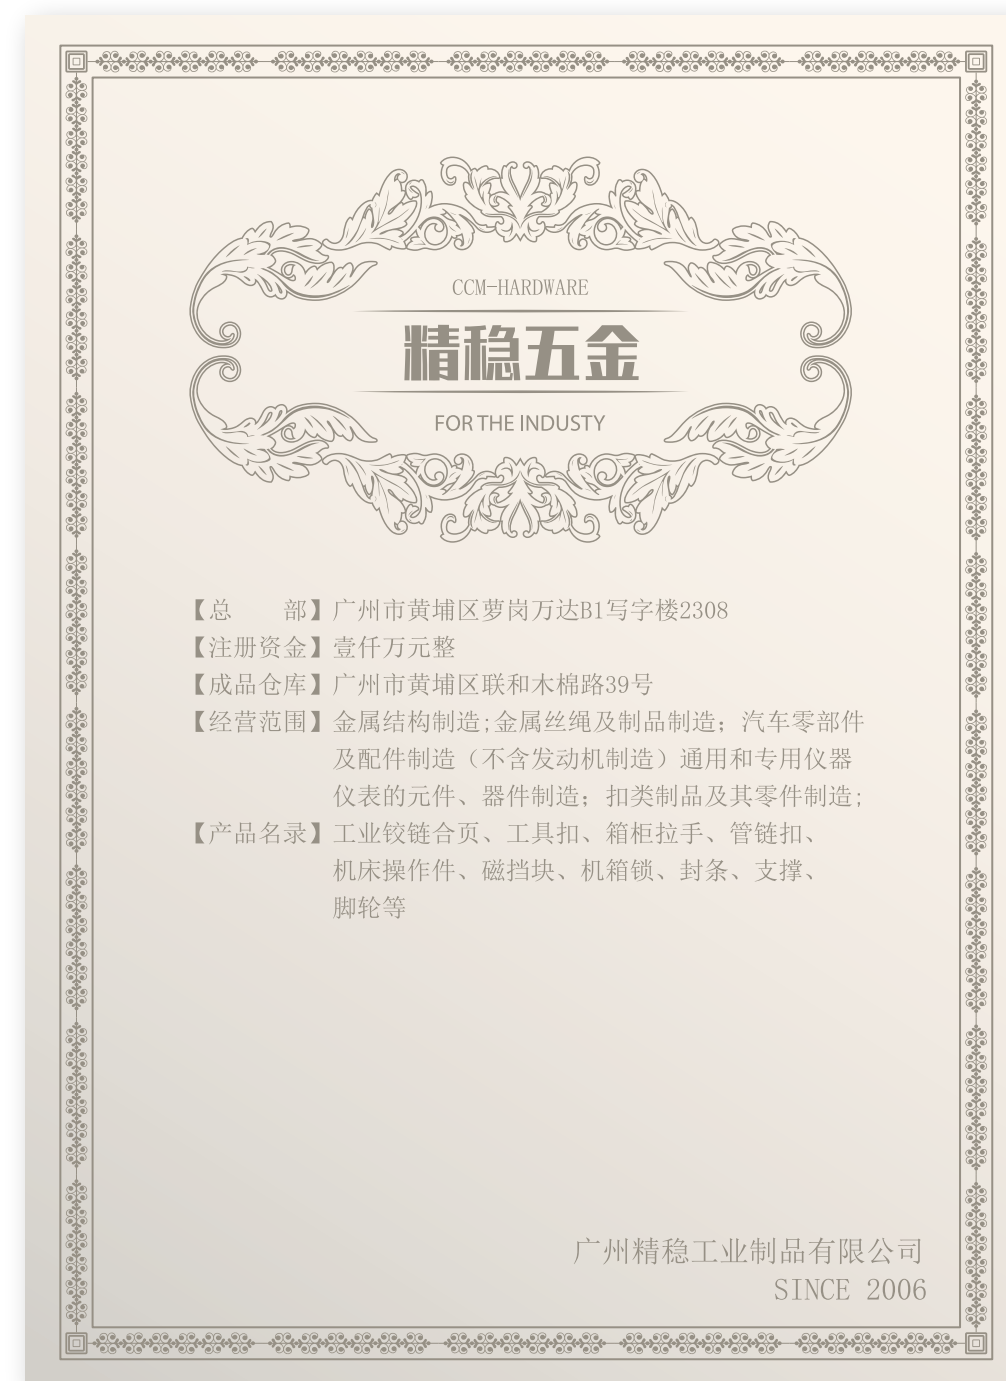 CCM-HARDWARE
精稳五金
FOR THE INDUSTY
【总　　部】广州市黄埔区萝岗万达B1写字楼2308
【注册资金】壹仟万元整
【成品仓库】广州市黄埔区联和木棉路39号
【经营范围】金属结构制造;金属丝绳及制品制造；汽车零部件
及配件制造（不含发动机制造）通用和专用仪器
仪表的元件、器件制造；扣类制品及其零件制造;
【产品名录】工业铰链合页、工具扣、箱柜拉手、管链扣、
机床操作件、磁挡块、机箱锁、封条、支撑、
脚轮等
广州精稳工业制品有限公司
SINCE 2006